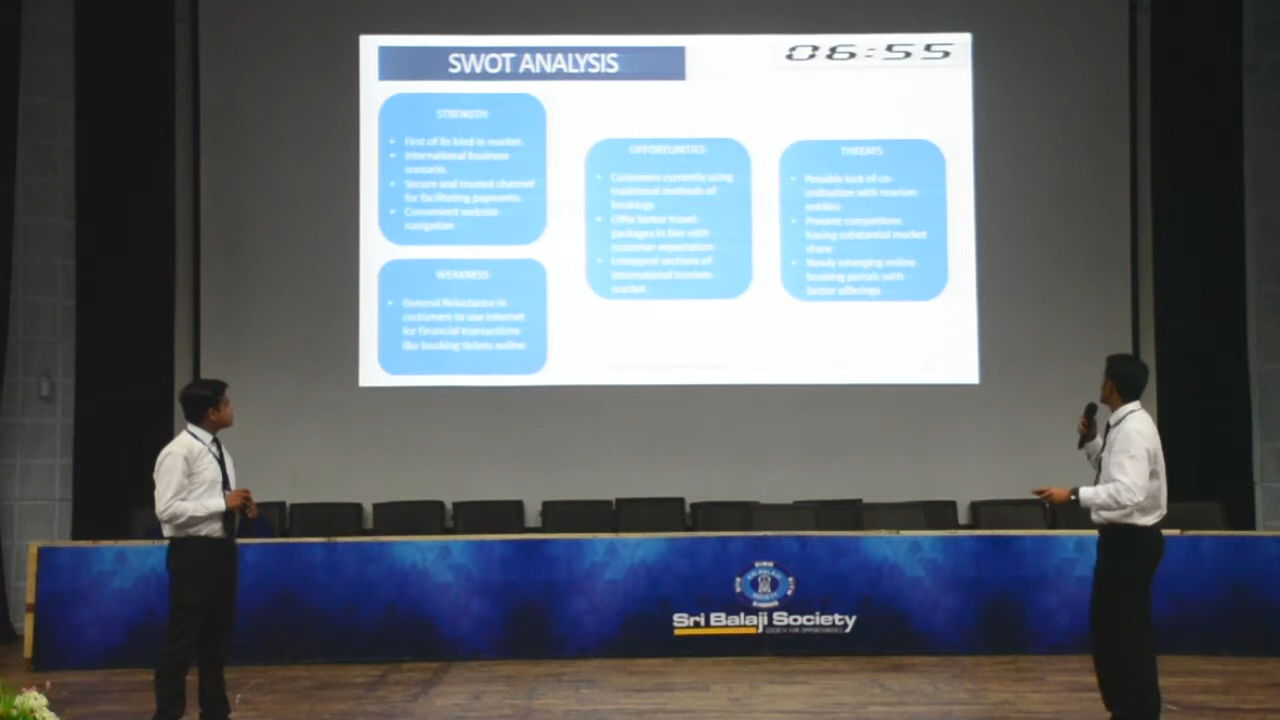 SWOT ANALYSIS
06:55
STRENGTH
• First of its kind in market.
• International business
scenario.
• Secure and trusted channel
for facilitating payments.
• Convenient website
navigation
WEAKNESS
• General Reluctance in
customers to use internet
for financial transactions
like booking tickets online
OPPORTUNITIES
• Customers currently using
traditional methods of
bookings
• Offer better travel
packages in line with
customer expectation
• Untapped sections of
international tourism
market.
THREATS
• Possible lack of co-
ordination with tourism
entities
• Present competitors
having substantial market
share
• Newly emerging online
booking portals with
better offerings
Sri Balaji Society
SOCIETY FOR OPPORTUNITIES